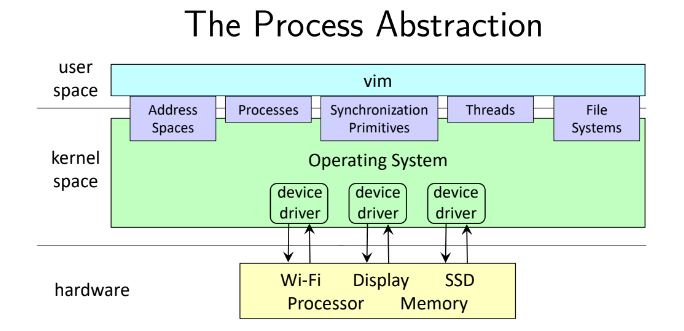 The Process Abstraction
user
space
vim
Address
Spaces
Processes
Synchronization
Primitives
Threads
File
Systems
kernel
space
Operating System
device
driver
device
driver
device
driver
hardware
Wi-Fi Display SSD
Processor Memory